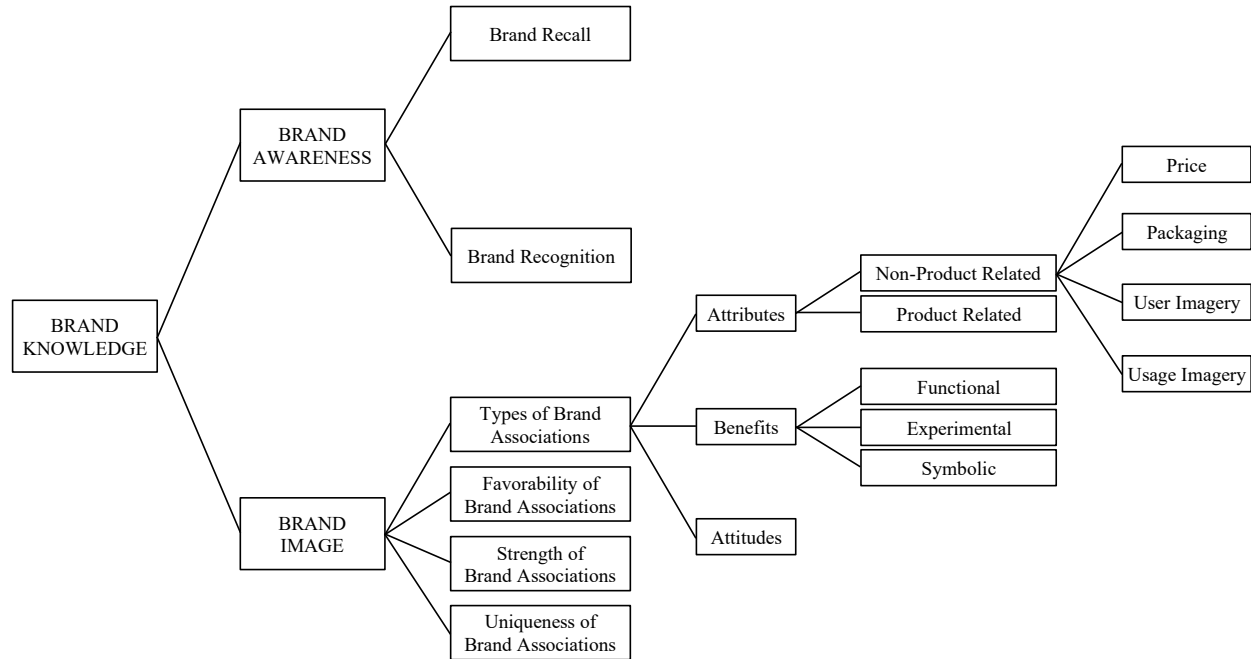 Brand Recall
BRAND
AWARENESS
Brand Recognition
BRAND
KNOWLEDGE
BRAND
IMAGE
Types of Brand
Associations
Favorability of
Brand Associations
Strength of
Brand Associations
Uniqueness of
Brand Associations
Attributes
Benefits
Attitudes
Non-Product Related
Product Related
Functional
Experimental
Symbolic
Price
Packaging
User Imagery
Usage Imagery